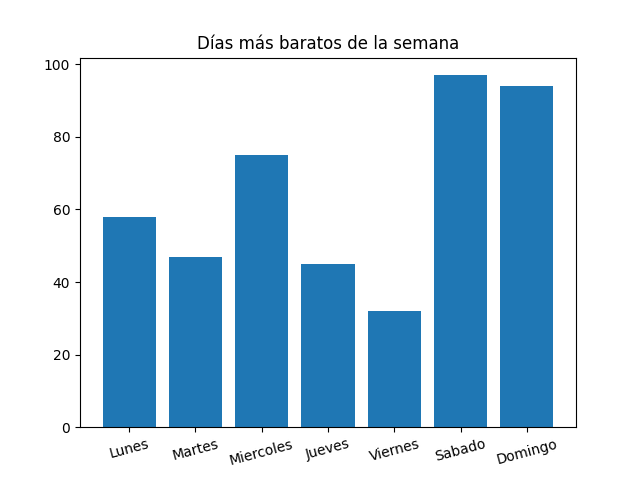 Días más baratos de la semana
100
80
60
40
20
0
Lunes
Martes
Miercoles
Jueves
Viernes
Sabado
Domingo